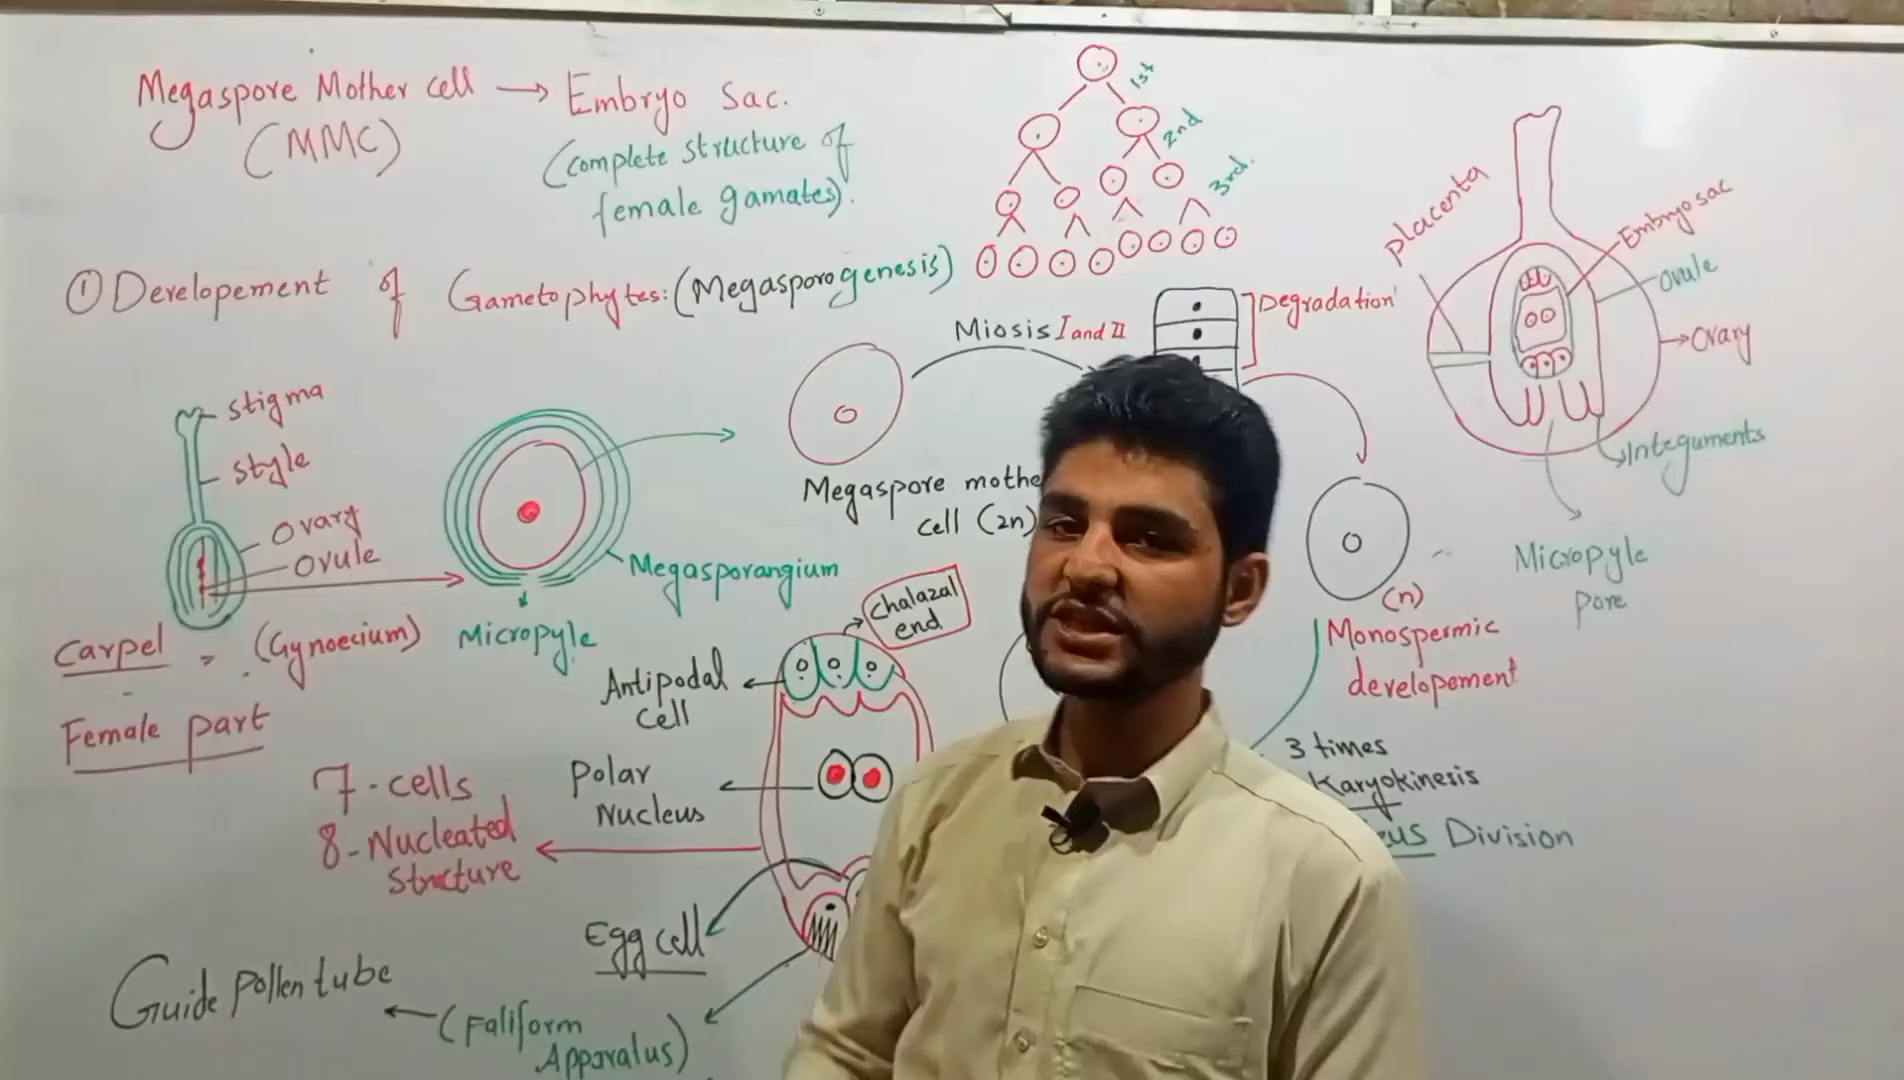 Megaspore Mother cell → Embryo Sac.
(MMC)
(complete structure of
female gamates).
1st
2nd
3rd.
① Developement of Gametophytes: (Megasporogenesis)
stigma
style
Ovary
Ovule
Carpel = (Gynoecium)
Female part
Micropyle
Megasporangium
Miosis I and II
Megaspore mothe
cell (2n)
Degradation
(n)
Monospermic
developement
3 times
Karyokinesis
eus Division
placenta
Embryo sac
Ovule
Ovary
Integuments
Micropyle
pore
Chalazal
end
Antipodal
cell
Polar
Nucleus
7-cells
8-Nucleated
Structure
Egg cell
(Faliform
Apparalus)
Guide pollen tube